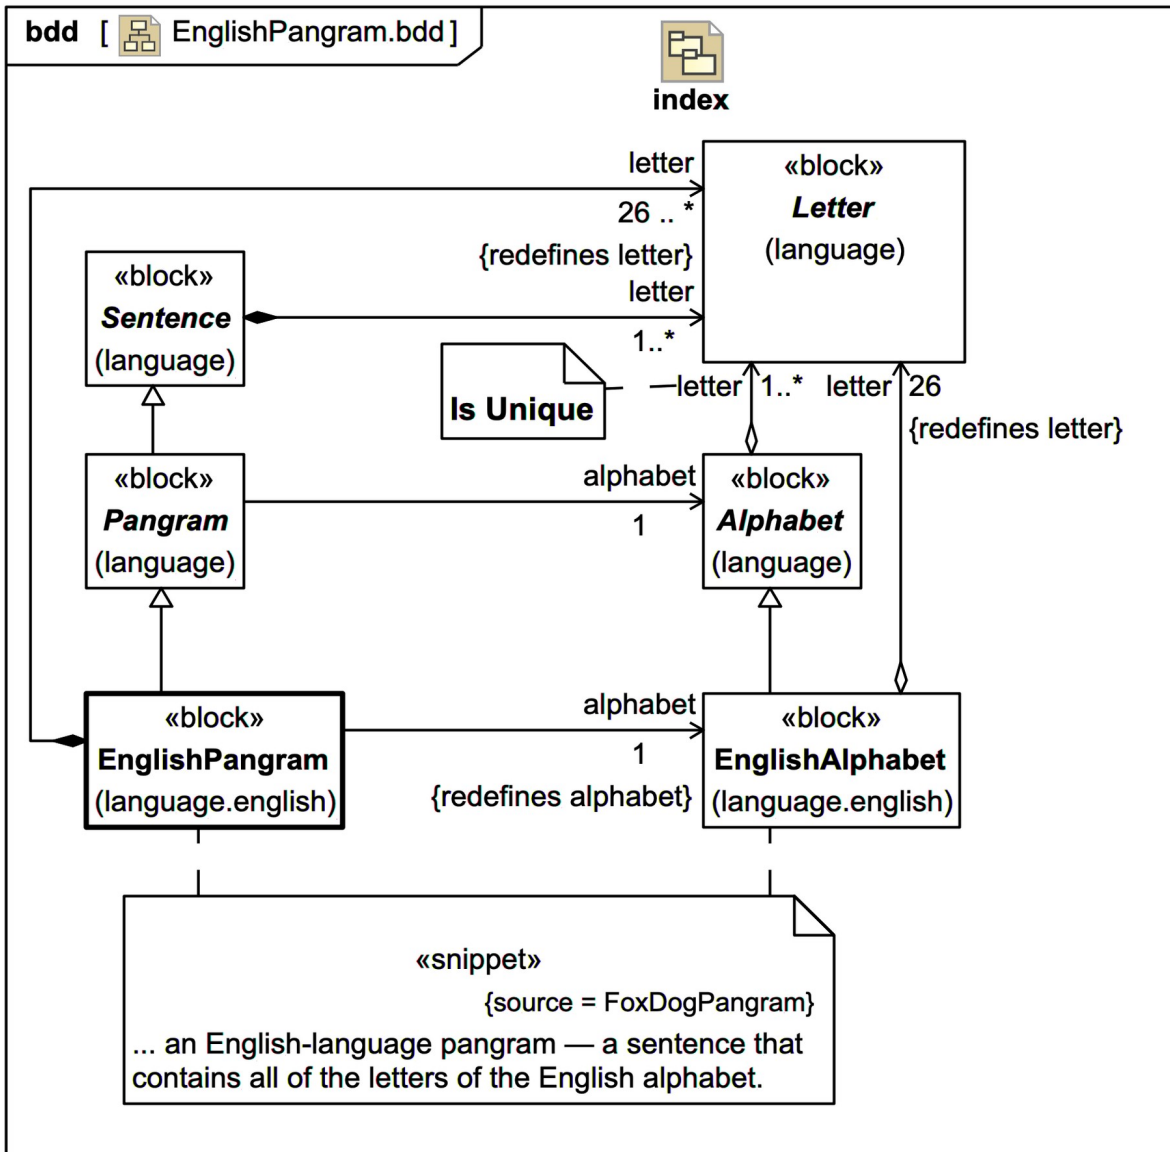 bdd [ EnglishPangram.bdd ]
index
letter
26 .. *
{redefines letter}
«block»
Letter
(language)
«block»
Sentence
(language)
letter
1..*
Is Unique
letter 1..*
letter 26
{redefines letter}
«block»
Pangram
(language)
alphabet
1
«block»
Alphabet
(language)
«block»
EnglishPangram
(language.english)
alphabet
1
{redefines alphabet}
«block»
EnglishAlphabet
(language.english)
«snippet»
{source = FoxDogPangram}
... an English-language pangram — a sentence that
contains all of the letters of the English alphabet.